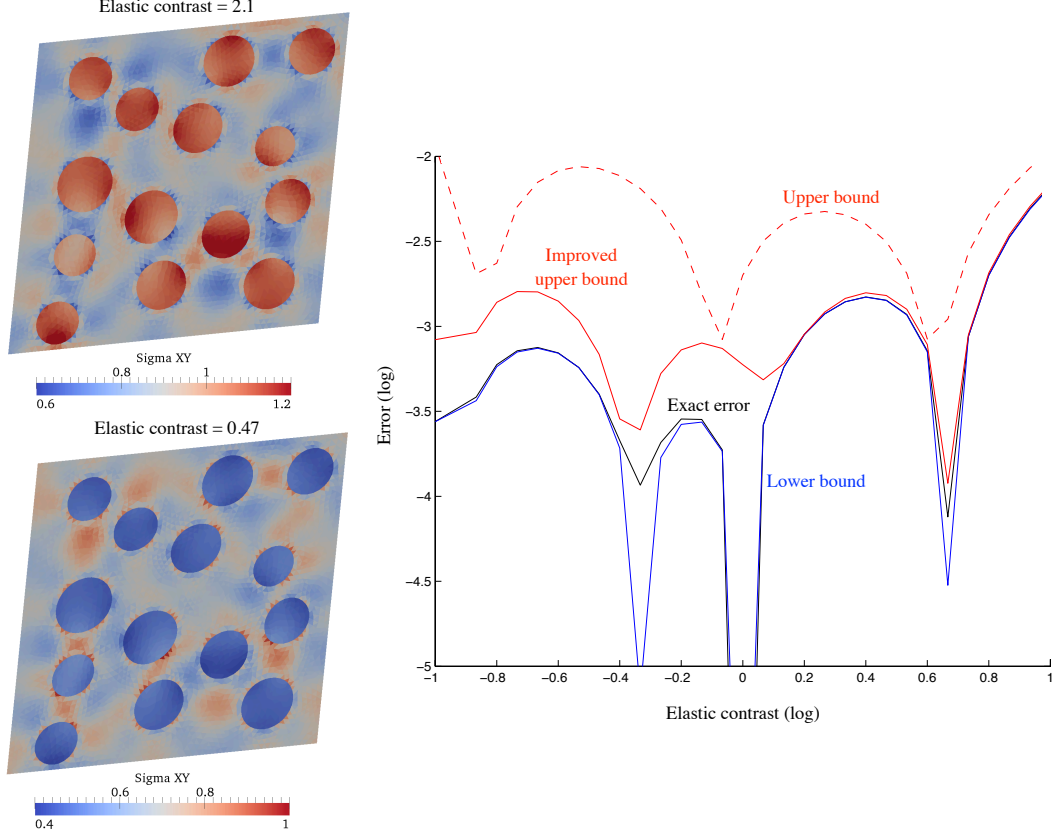 Elastic contrast = 2.1
Sigma XY
0.8 1
0.6 1.2
Elastic contrast = 0.47
Sigma XY
0.6 0.8
0.4 1
Error (log)
−2
−2.5
−3
−3.5
−4
−4.5
−5
Upper bound
Improved
upper bound
Exact error
Lower bound
−1 −0.8 −0.6 −0.4 −0.2 0 0.2 0.4 0.6 0.8 1
Elastic contrast (log)